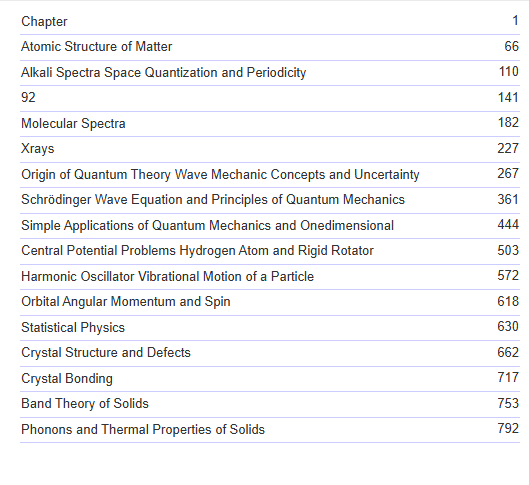 Chapter 1
Atomic Structure of Matter 66
Alkali Spectra Space Quantization and Periodicity 110
92 141
Molecular Spectra 182
Xrays 227
Origin of Quantum Theory Wave Mechanic Concepts and Uncertainty 267
Schrödinger Wave Equation and Principles of Quantum Mechanics 361
Simple Applications of Quantum Mechanics and Onedimensional 444
Central Potential Problems Hydrogen Atom and Rigid Rotator 503
Harmonic Oscillator Vibrational Motion of a Particle 572
Orbital Angular Momentum and Spin 618
Statistical Physics 630
Crystal Structure and Defects 662
Crystal Bonding 717
Band Theory of Solids 753
Phonons and Thermal Properties of Solids 792